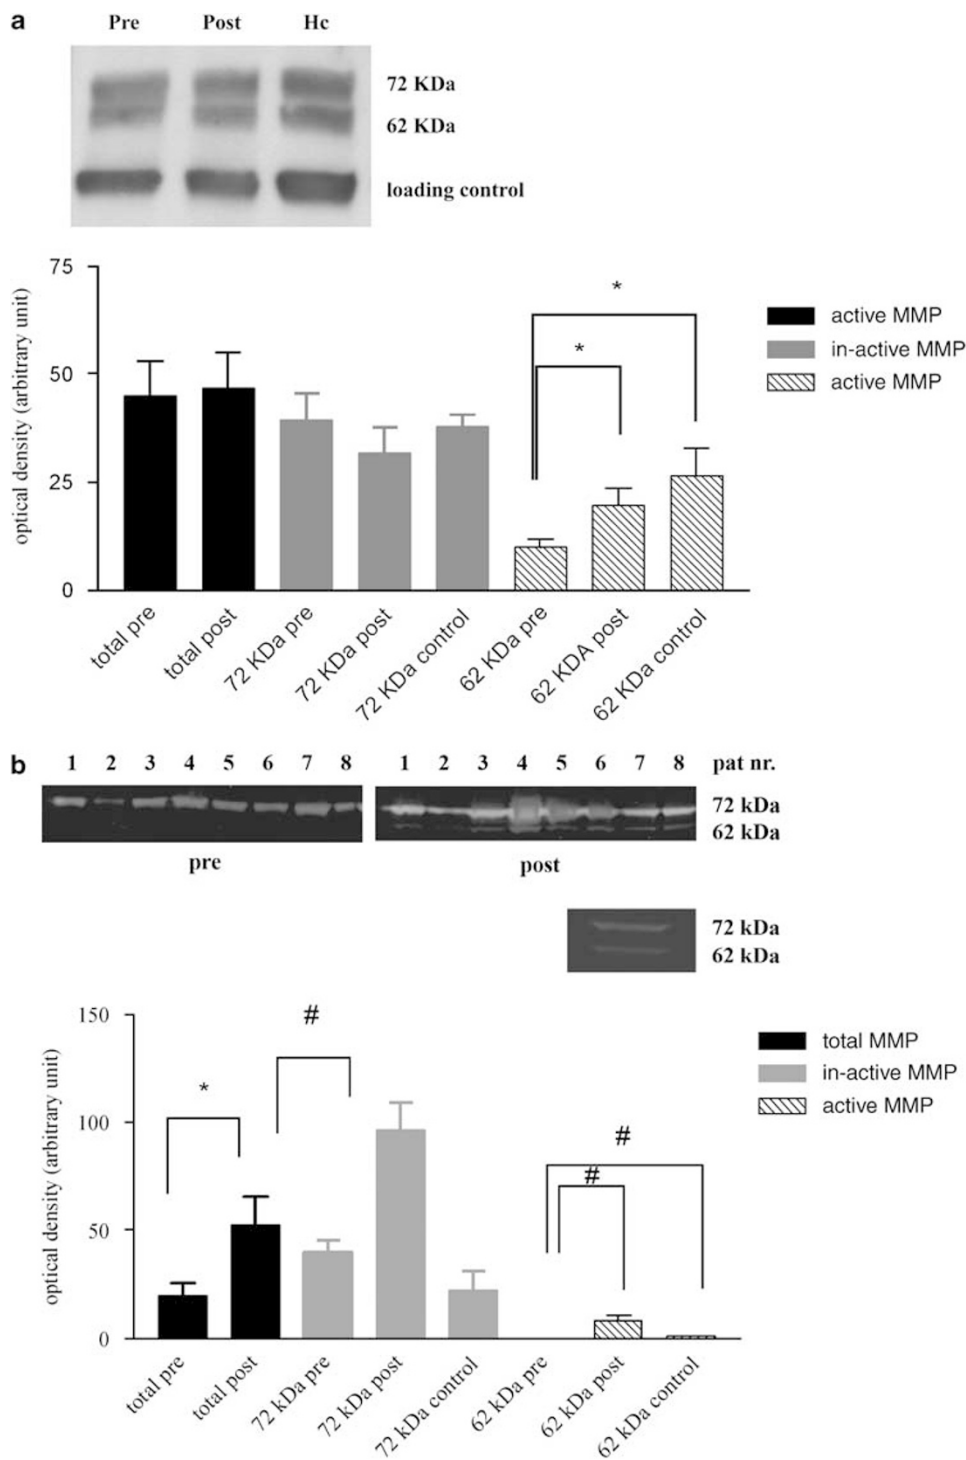 a
Pre Post Hc
72 KDa
62 KDa
loading control
optical density (arbitrary unit)
75
50
25
0
*
*
active MMP
in-active MMP
active MMP
total pre
total post
72 KDa pre
72 KDa post
72 KDa control
62 KDa pre
62 KDA post
62 KDa control
b
1 2 3 4 5 6 7 8 1 2 3 4 5 6 7 8 pat nr.
72 kDa
62 kDa
pre post
72 kDa
62 kDa
optical density (arbitrary unit)
150
100
50
0
*
#
#
#
total MMP
in-active MMP
active MMP
total pre
total post
72 kDa pre
72 kDa post
72 kDa control
62 kDa pre
62 kDa post
62 kDa control